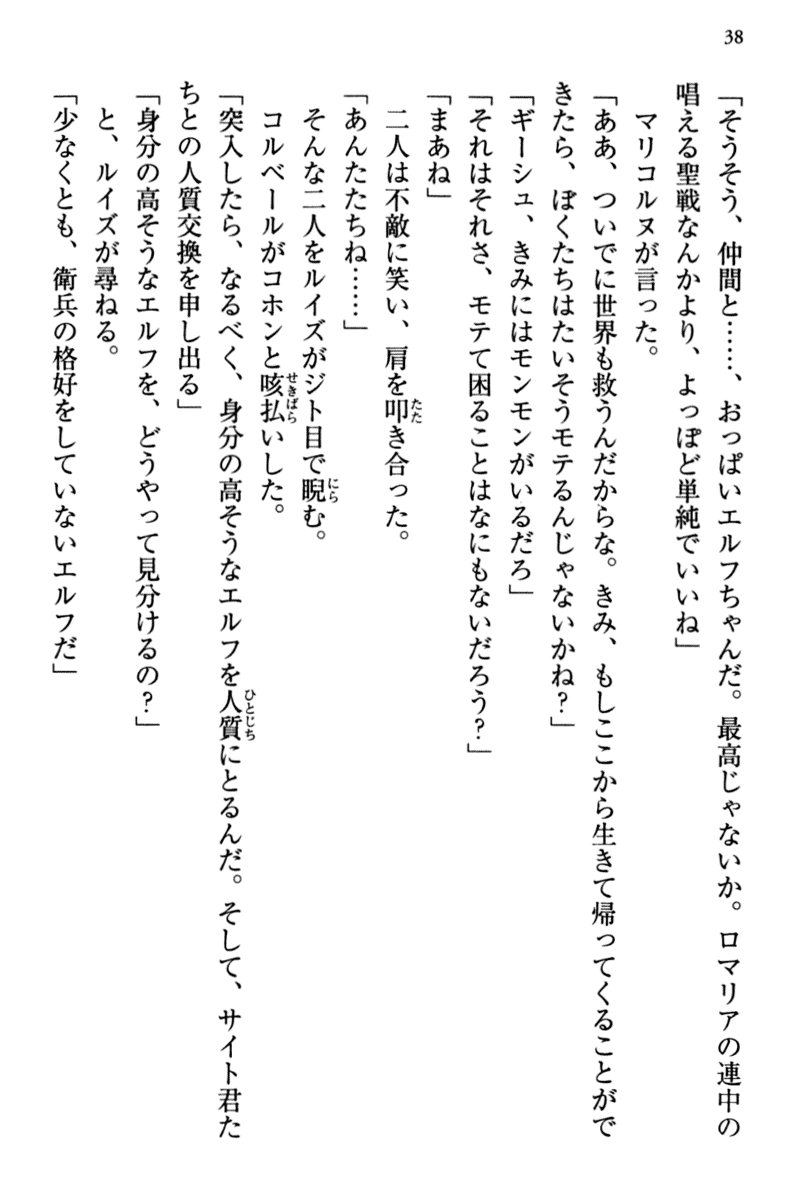 38
「そうそう、仲間と……、おっぱいエルフちゃんだ。最高じゃないか。ロマリアの連中の
唱える聖戦なんかより、よっぽど単純でいいね」
マリコルヌが言った。
「ああ、ついでに世界も救うんだからな。きみ、もしここから生きて帰ってくることがで
きたら、ぼくたちはたいそうモテるんじゃないかね？」
「ギーシュ、きみにはモンモンがいるだろ」
「それはそれさ、モテて困ることはなにもないだろう？」
「まあね」
二人は不敵に笑い、肩を叩き合った。
「あんたたちね……」
そんな二人をルイズがジト目で睨む。
コルベールがコホンと咳払いした。
「突入したら、なるべく、身分の高そうなエルフを人質にとるんだ。そして、サイト君た
ちとの人質交換を申し出る」
「身分の高そうなエルフを、どうやって見分けるの？」
と、ルイズが尋ねる。
「少なくとも、衛兵の格好をしていないエルフだ」